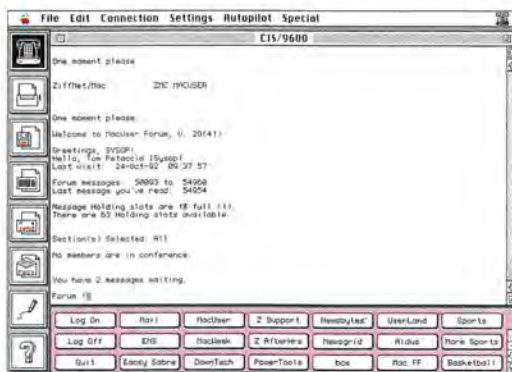 File Edit Connection Settings Autopilot Special
CIS/9600
One moment please
ZiffNet/Mac ZMC MACUSER
One moment please
Welcome to MacUser Forum, V. 2G(41)
Greetings, SYSOP!
Hello, Tom Petaccia [Sysop]
Last visit: 24-Oct-92 09:37:57
Forum messages: 50093 to 54960
Last message you've read: 54954
Message Holding slots are 1% full (1).
There are 63 Holding slots available
Section(s) Selected: All
No members are in conference
You have 2 messages waiting.
Forum !
Log On Mail MacUser Z Support Newsbytes UserLand Sports
Log Off ENS MacWeek Z AfterHrs Newsgrid Aldus More Sports
Quit Eaasy Sabre DownTech PowerTools box Mac FF Basketball